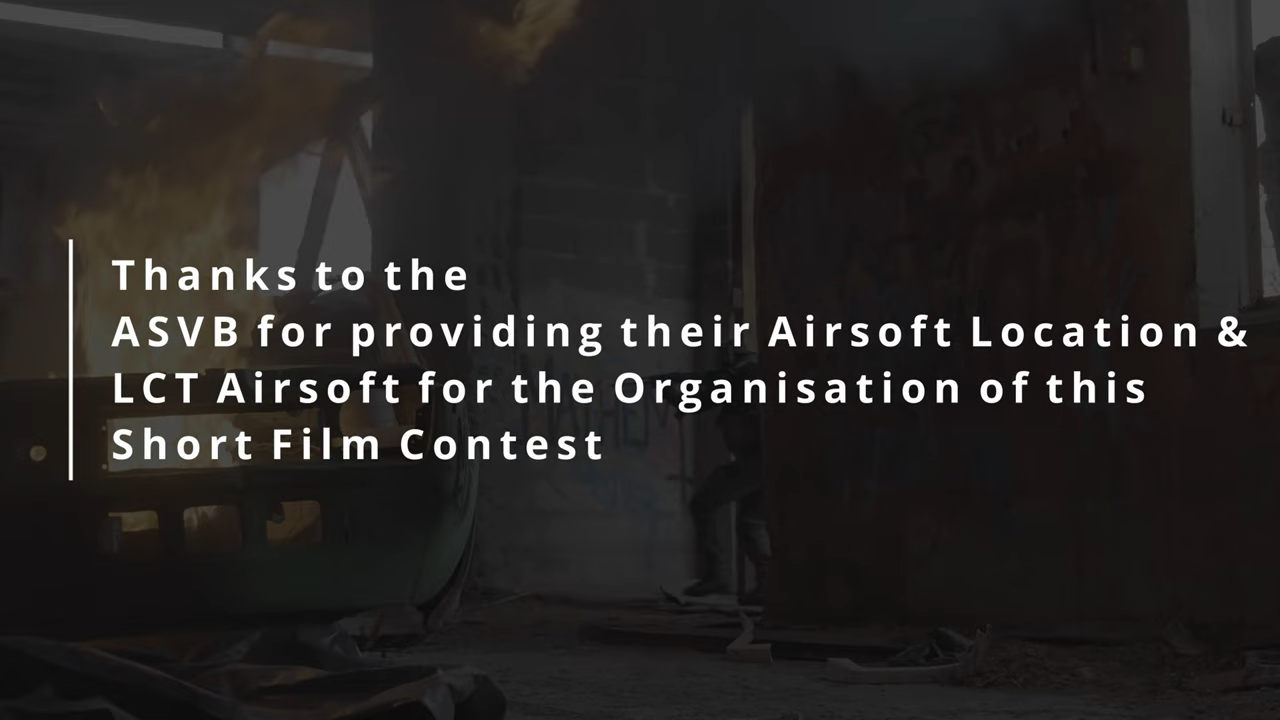 Thanks to the
ASVB for providing their Airsoft Location &
LCT Airsoft for the Organisation of this
Short Film Contest